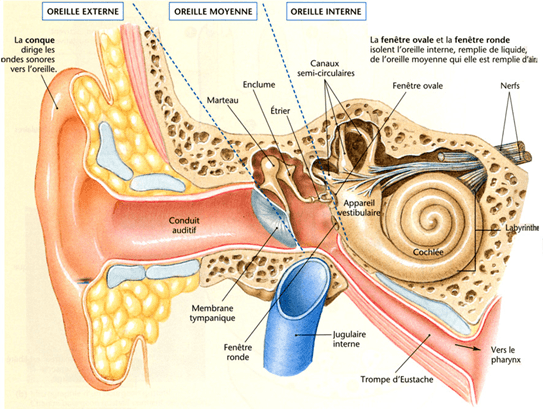 OREILLE EXTERNE
OREILLE MOYENNE
OREILLE INTERNE
La conque
dirige les
ondes sonores
vers l'oreille.
La fenêtre ovale et la fenêtre ronde
isolent l'oreille interne, remplie de liquide,
de l'oreille moyenne qui elle est remplie d'air.
Canaux
semi-circulaires
Enclume
Marteau
Étrier
Fenêtre ovale
Nerfs
Conduit
auditif
Appareil
vestibulaire
Cochlée
Labyrinthe
Membrane
tympanique
Fenêtre
ronde
Jugulaire
interne
Trompe d'Eustache
Vers le
pharynx